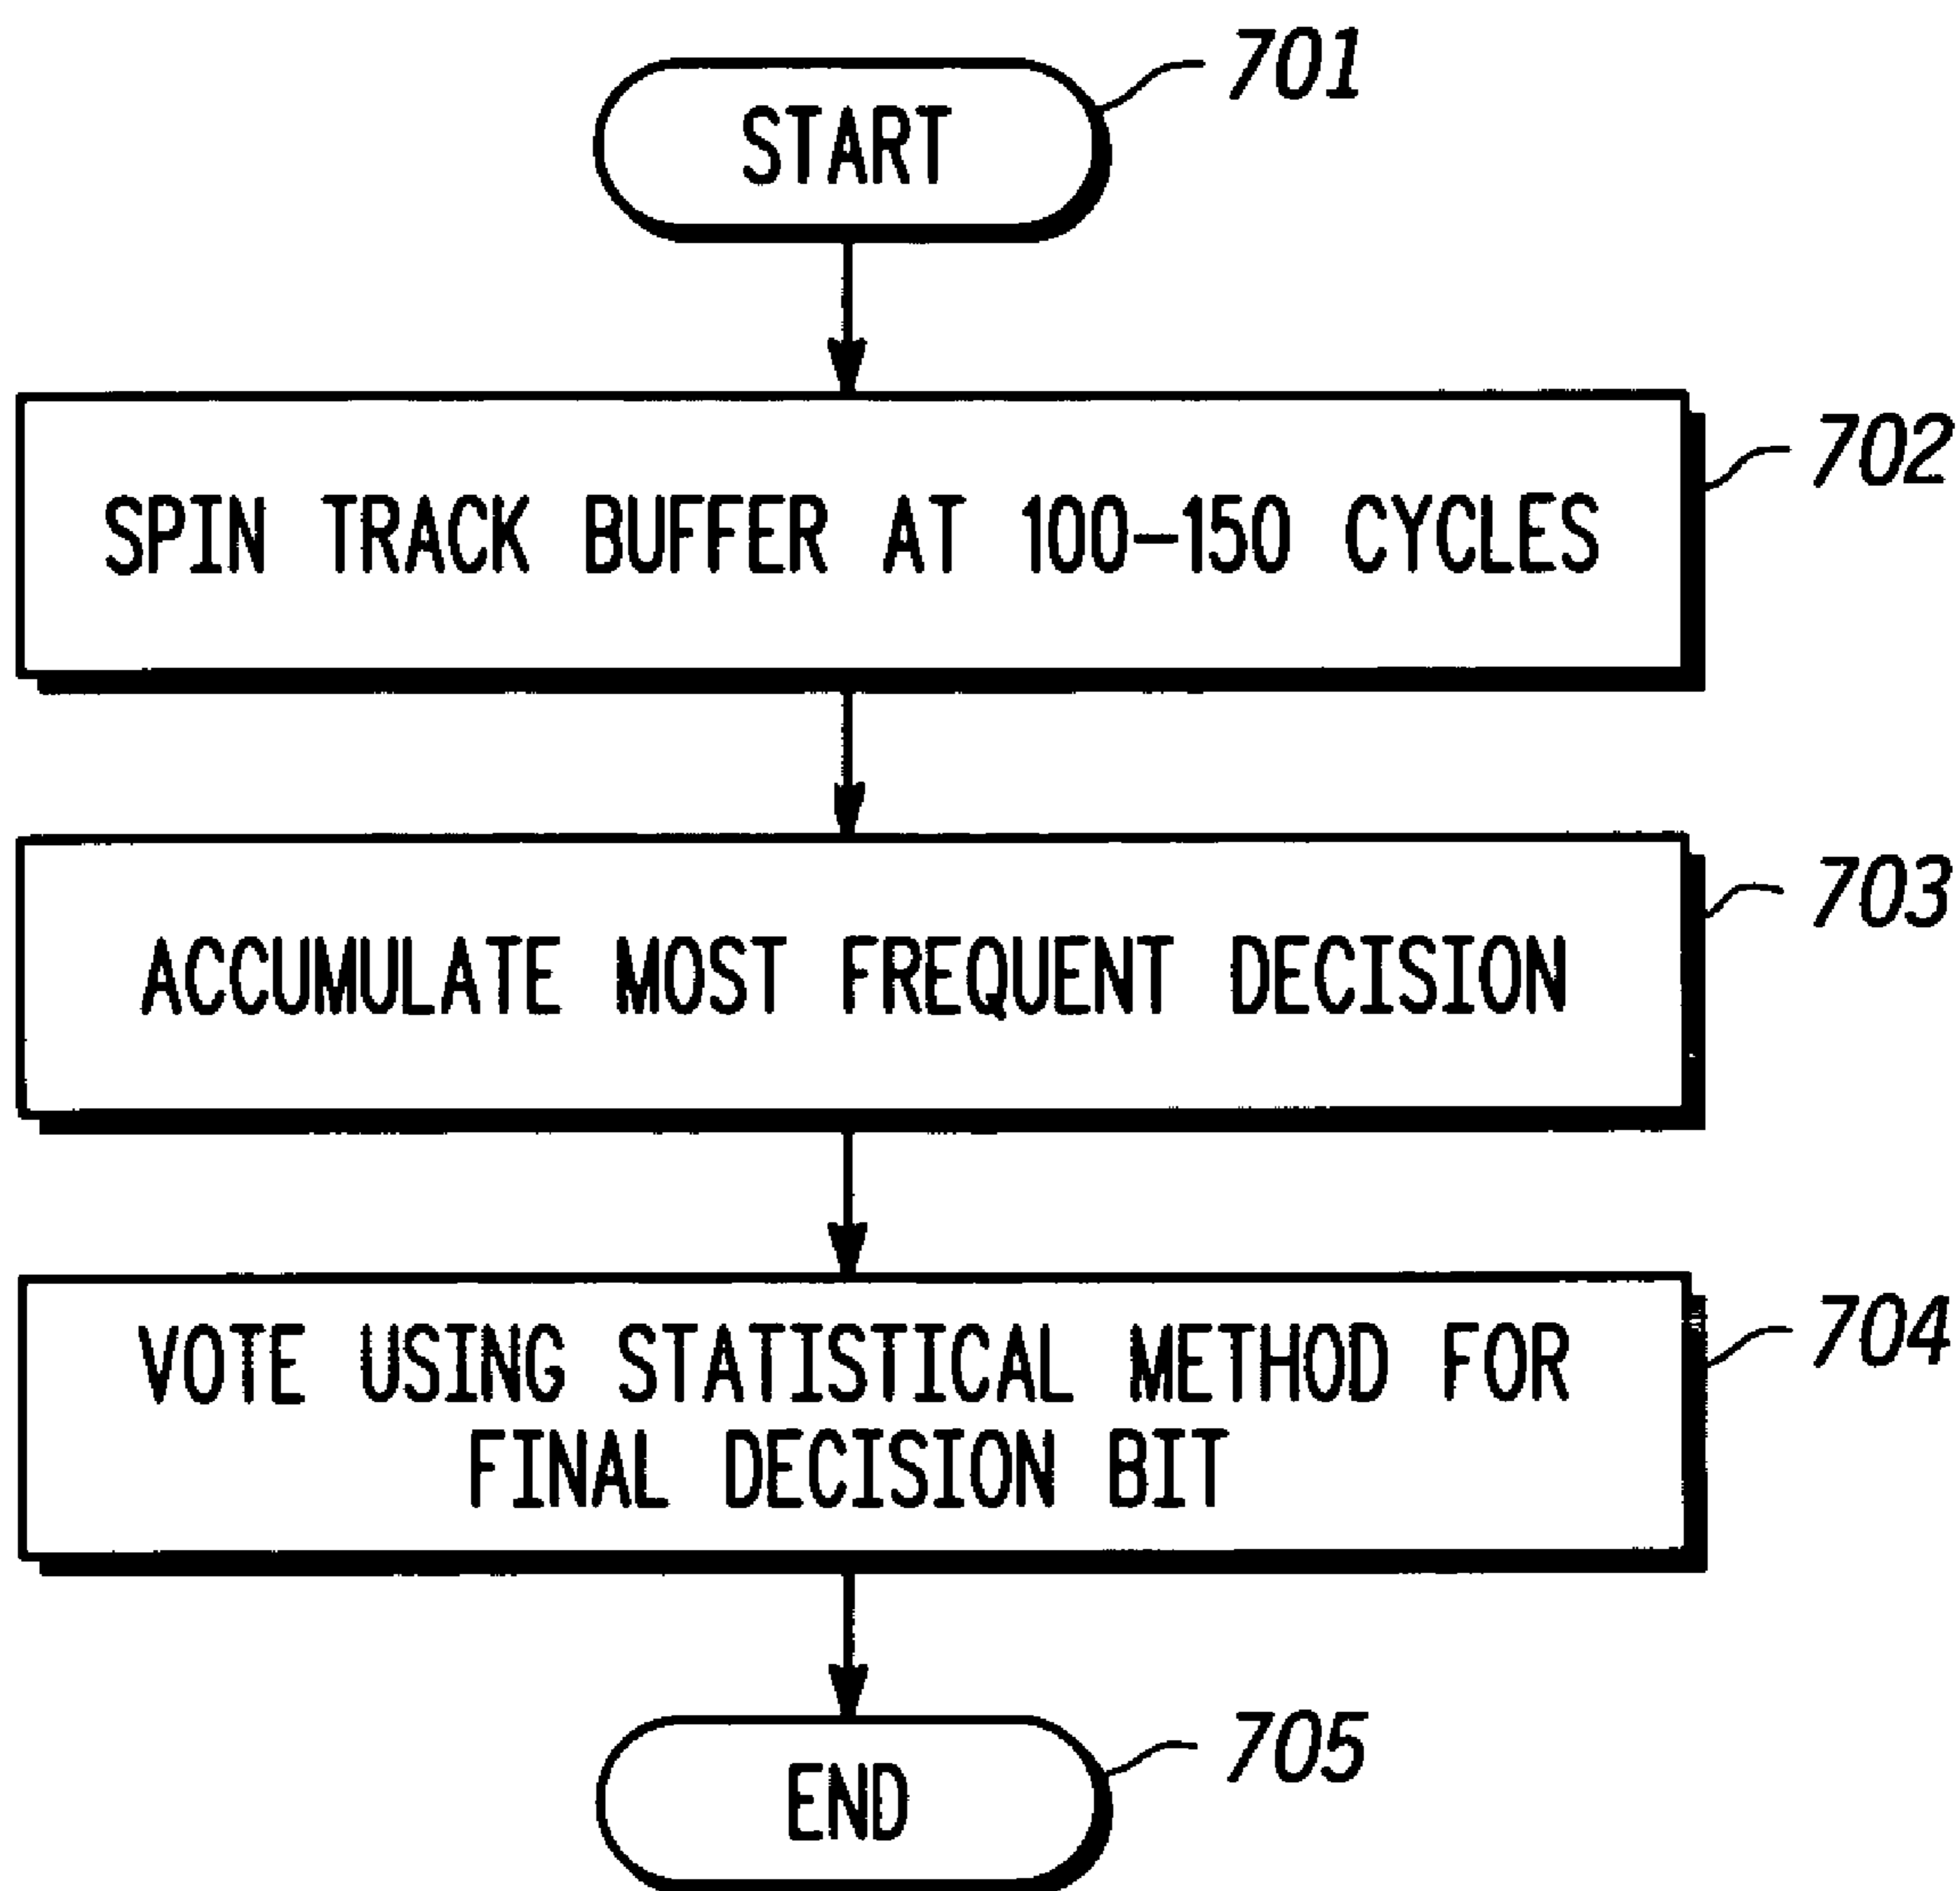 START
701
SPIN TRACK BUFFER AT 100-150 CYCLES
702
ACCUMULATE MOST FREQUENT DECISION
703
VOTE USING STATISTICAL METHOD FOR
FINAL DECISION BIT
704
END
705